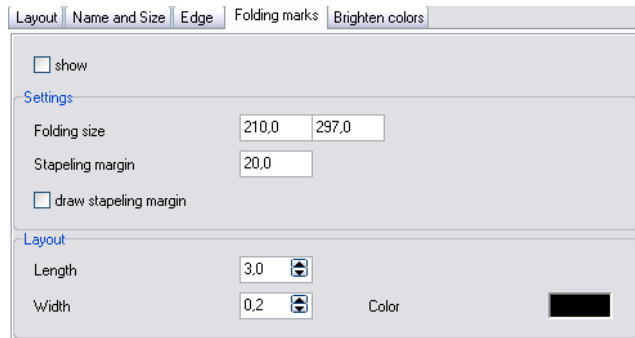 Layout Name and Size Edge Folding marks Brighten colors
show
Settings
Folding size 210,0 297,0
Stapeling margin 20,0
draw stapeling margin
Layout
Length 3,0
Width 0,2 Color